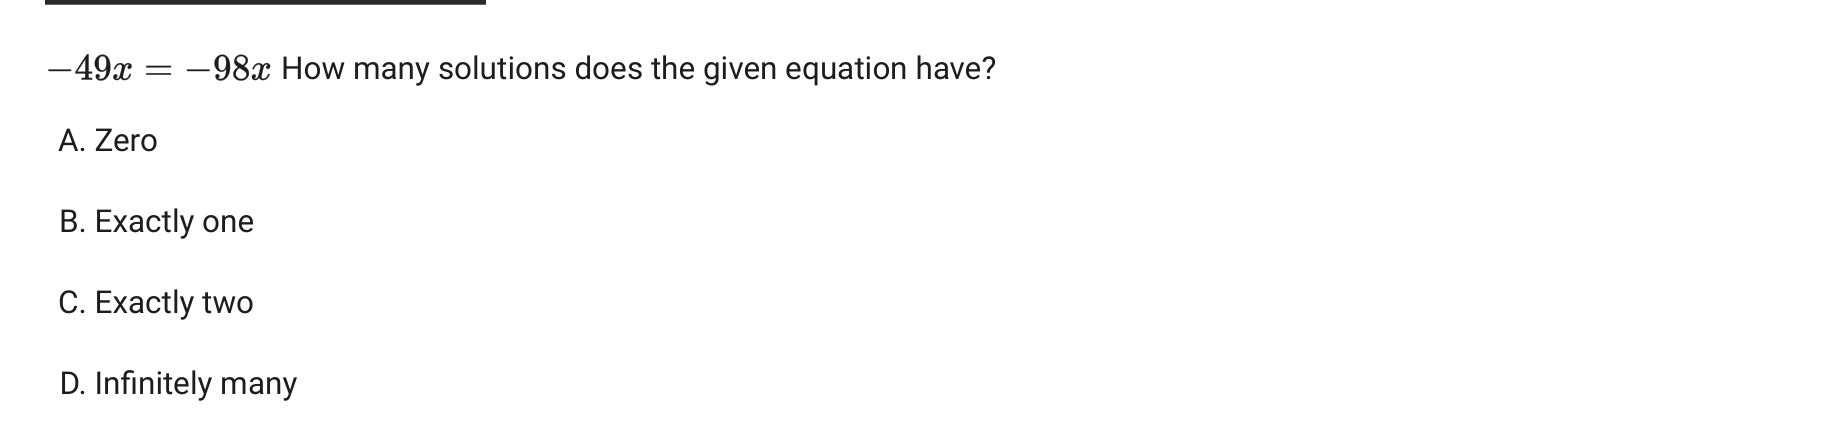 −49x = −98x How many solutions does the given equation have?
A. Zero
B. Exactly one
C. Exactly two
D. Infinitely many